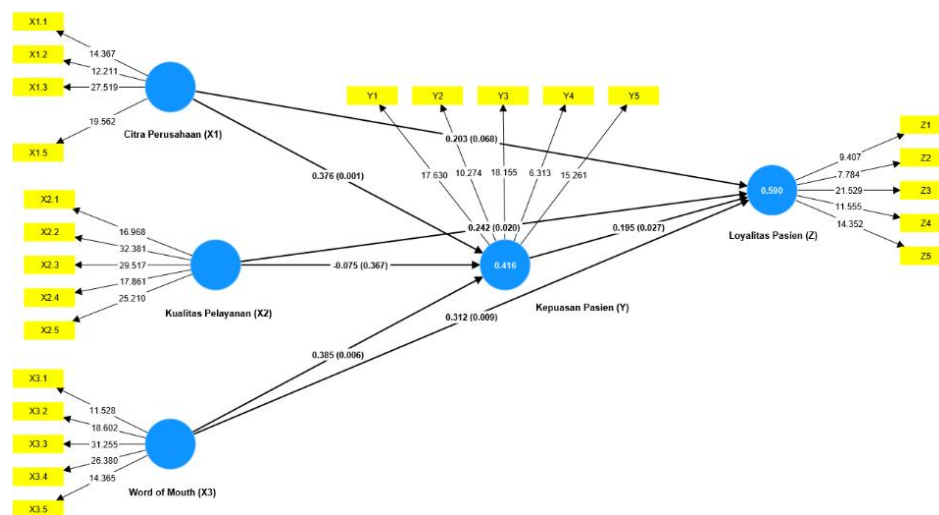 X1.1
X1.2
X1.3
X1.5
14.367
12.211
27.519
19.562
Citra Perusahaan (X1)
X2.1
X2.2
X2.3
X2.4
X2.5
16.968
32.381
29.517
17.861
25.210
Kualitas Pelayanan (X2)
X3.1
X3.2
X3.3
X3.4
X3.5
11.528
18.602
31.255
26.380
14.365
Word of Mouth (X3)
0.203 (0.068)
0.376 (0.001)
0.242 (0.020)
-0.075 (0.367)
0.195 (0.027)
0.312 (0.009)
0.385 (0.006)
Y1
Y2
Y3
Y4
Y5
17.630
10.274
18.155
6.313
15.261
0.416
Kepuasan Pasien (Y)
0.590
Loyalitas Pasien (Z)
9.407
7.784
21.529
11.555
14.352
Z1
Z2
Z3
Z4
Z5